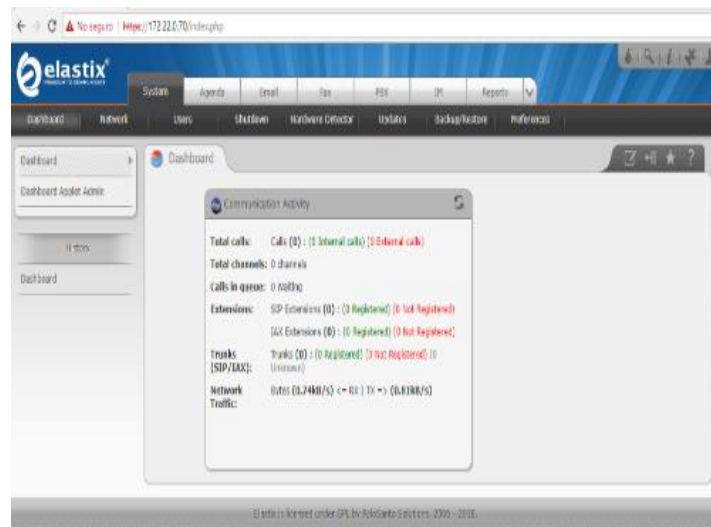 No seguro https://172.22.0.70/index.php
elastix
FREEDOM TO COMMUNICATE
System Agenda Email Fax PBX IM Reports
Dashboard Network Users Shutdown Hardware Detector Updates Backup/Restore Preferences
Dashboard
Dashboard Applet Admin
History
Dashboard
Dashboard
Communication Activity
Total calls: Calls (0) : (0 Internal calls) (0 External calls)
Total channels: 0 channels
Calls in queue: 0 Waiting
Extensions: SIP Extensions (0) : (0 Registered) (0 Not Registered)
IAX Extensions (0) : (0 Registered) (0 Not Registered)
Trunks Trunks (0) : (0 Registered) (0 Not Registered) (0
(SIP/IAX): Unknown)
Network Bytes (0.74kB/s) <= RX | TX => (0.81kB/s)
Traffic:
Elastix is licensed under GPL by PaloSanto Solutions. 2006 -